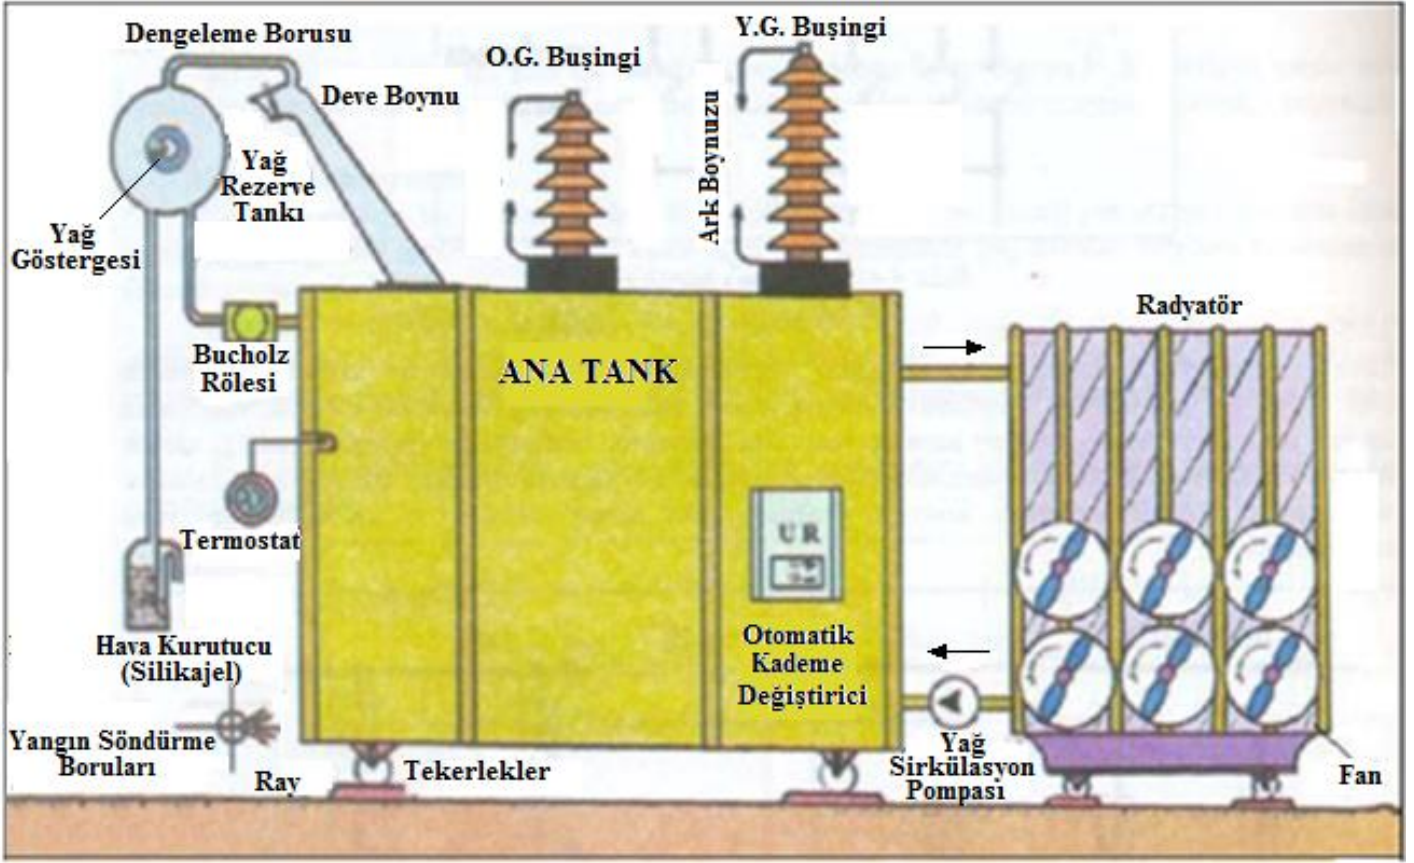 Dengeleme Borusu
O.G. Buşingi
Y.G. Buşingi
Deve Boynu
Ark Boynuzu
Yağ
Rezerve
Tankı
Yağ
Göstergesi
Radyatör
Bucholz
Rölesi
ANA TANK
Termostat
U R
Otomatik
Kademe
Değiştirici
Hava Kurutucu
(Silikajel)
Yangın Söndürme
Boruları
Ray
Tekerlekler
Yağ
Sirkülasyon
Pompası
Fan